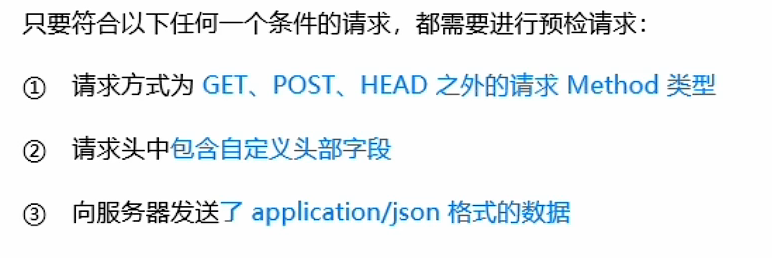 只要符合以下任何一个条件的请求，都需要进行预检请求：
① 请求方式为 GET、POST、HEAD 之外的请求 Method 类型
② 请求头中包含自定义头部字段
③ 向服务器发送了 application/json 格式的数据